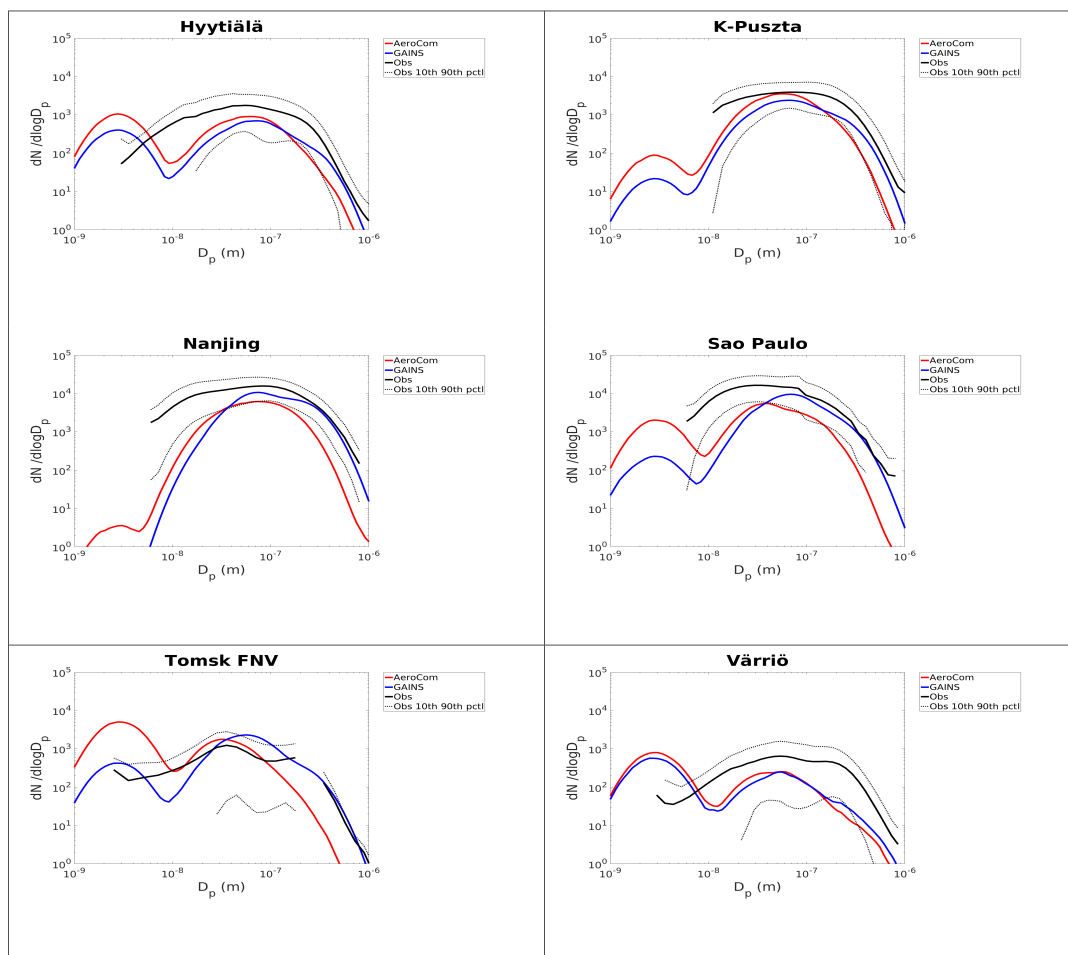 Hyytiälä
10^5
10^4
10^3
10^2
10^1
10^0
dN /dlogD_p
10^-9
10^-8
10^-7
10^-6
D_p (m)
AeroCom
GAINS
Obs
Obs 10th 90th pctl
K-Puszta
10^5
10^4
10^3
10^2
10^1
10^0
dN /dlogD_p
10^-9
10^-8
10^-7
10^-6
D_p (m)
AeroCom
GAINS
Obs
Obs 10th 90th pctl
Nanjing
10^5
10^4
10^3
10^2
10^1
10^0
dN /dlogD_p
10^-9
10^-8
10^-7
10^-6
D_p (m)
AeroCom
GAINS
Obs
Obs 10th 90th pctl
Sao Paulo
10^5
10^4
10^3
10^2
10^1
10^0
dN /dlogD_p
10^-9
10^-8
10^-7
10^-6
D_p (m)
AeroCom
GAINS
Obs
Obs 10th 90th pctl
Tomsk FNV
10^5
10^4
10^3
10^2
10^1
10^0
dN /dlogD_p
10^-9
10^-8
10^-7
10^-6
D_p (m)
AeroCom
GAINS
Obs
Obs 10th 90th pctl
Värriö
10^5
10^4
10^3
10^2
10^1
10^0
dN /dlogD_p
10^-9
10^-8
10^-7
10^-6
D_p (m)
AeroCom
GAINS
Obs
Obs 10th 90th pctl